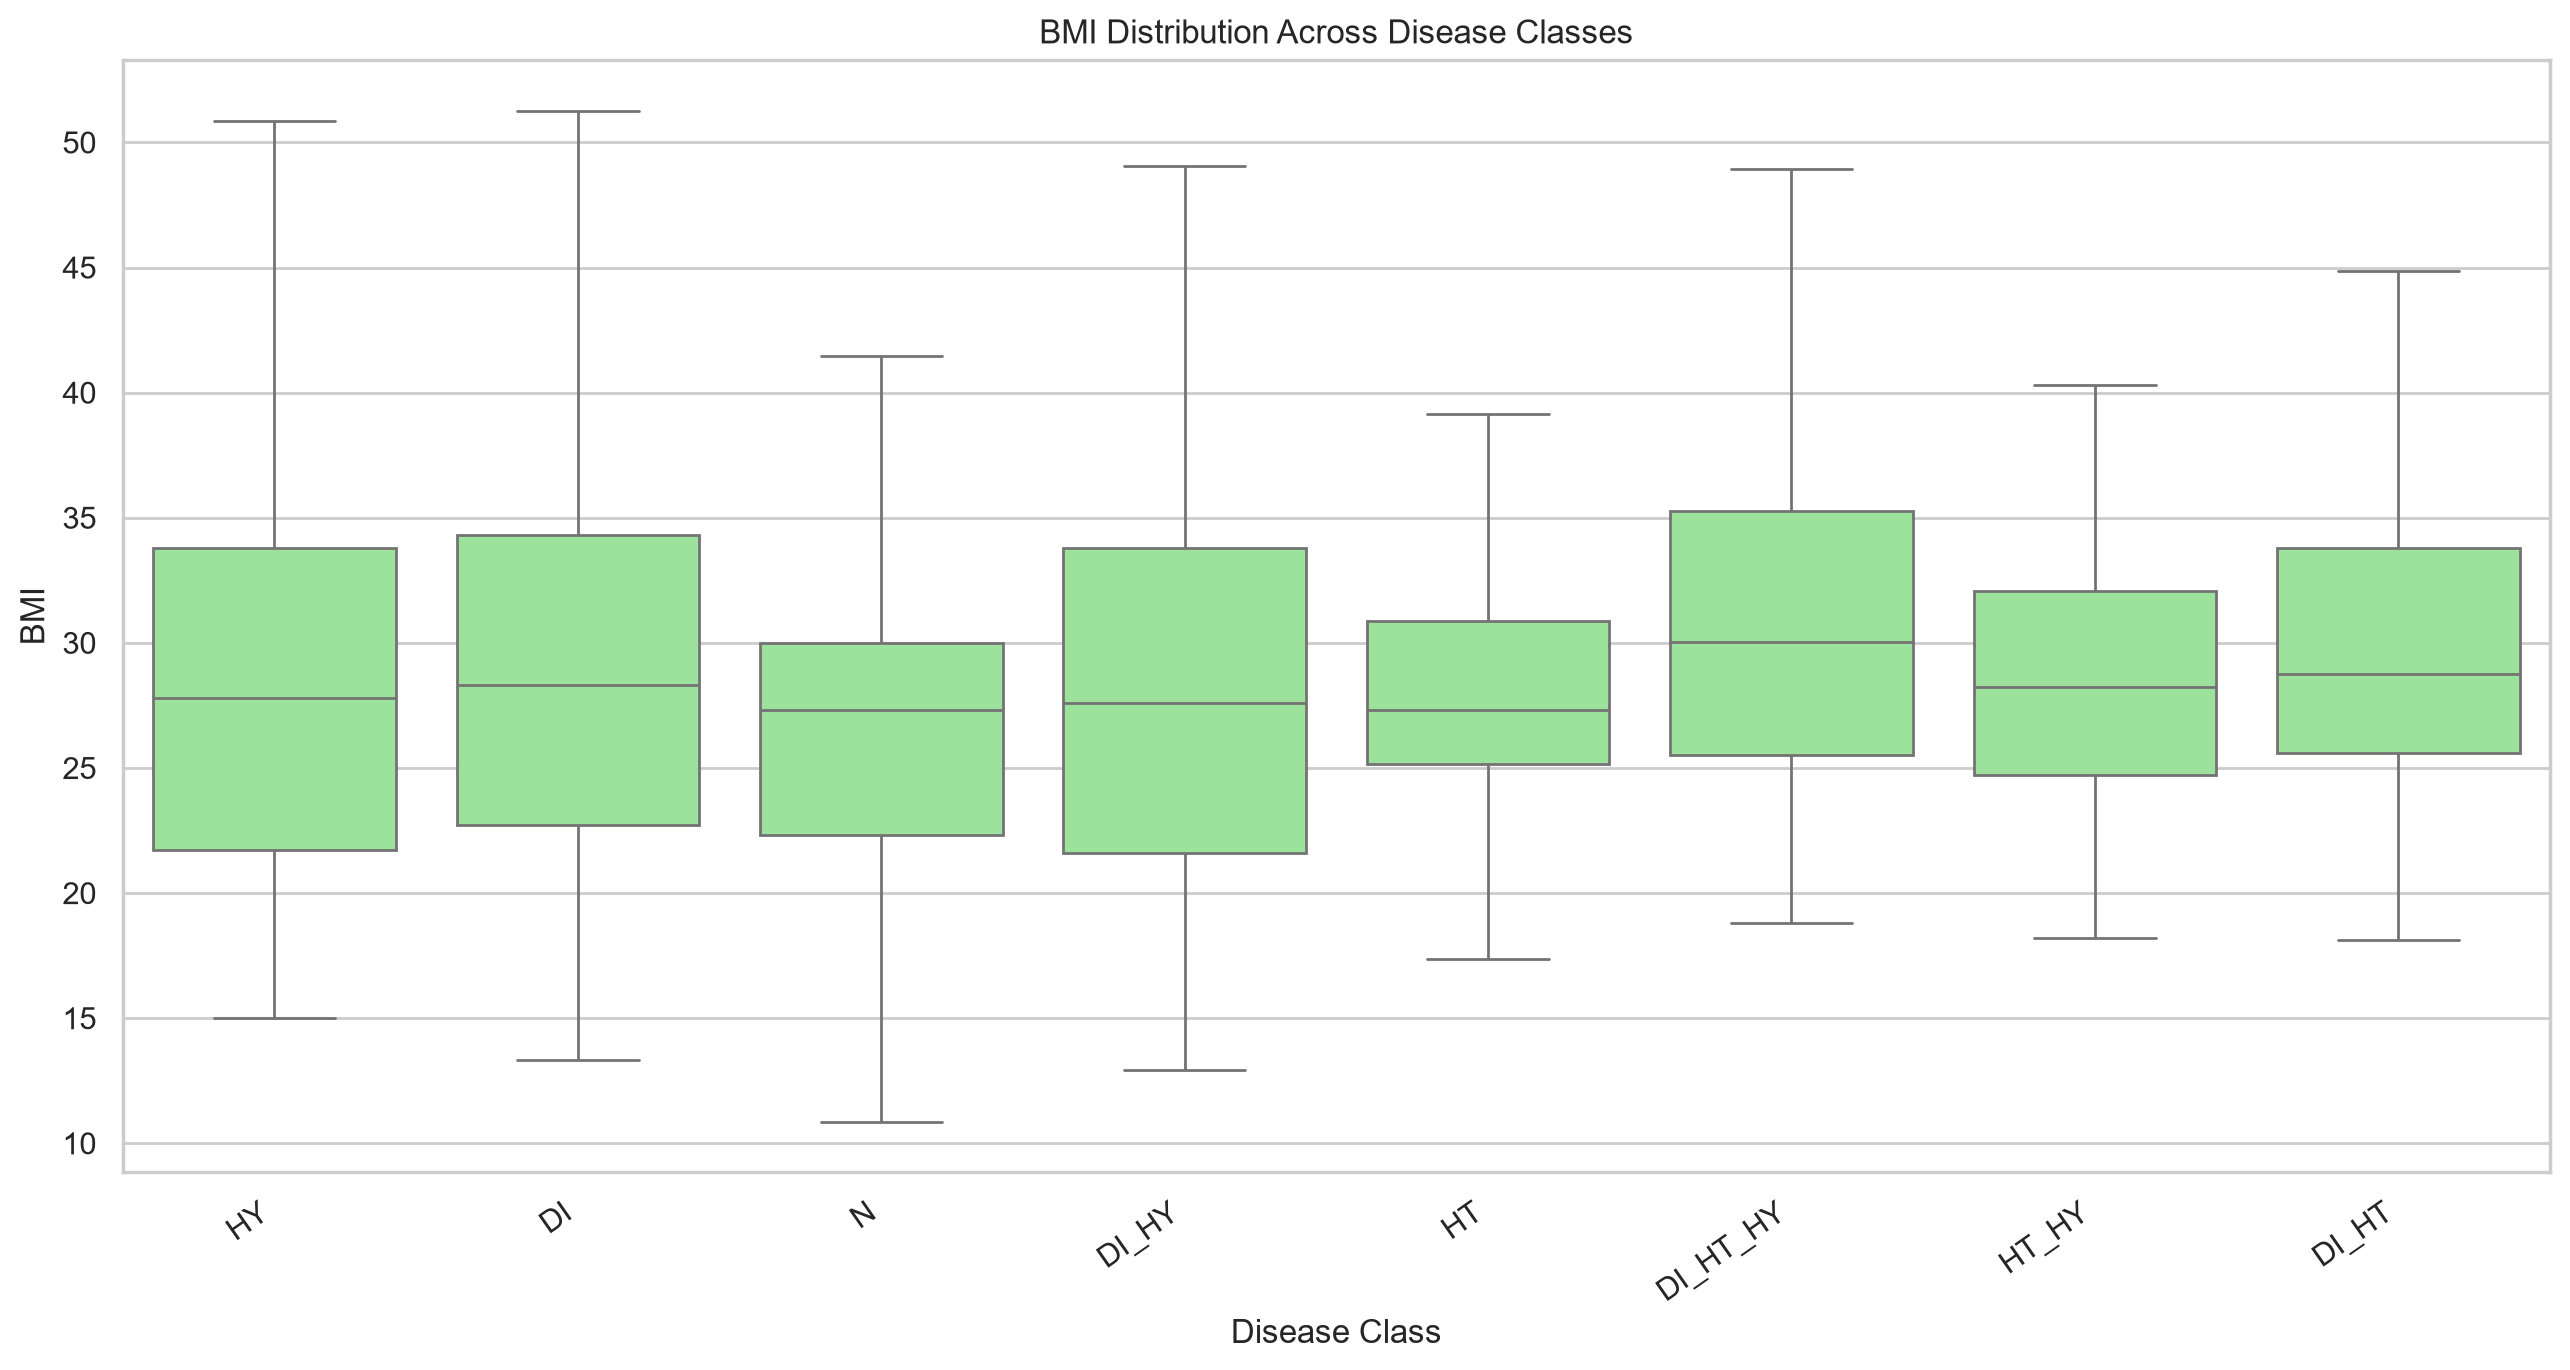 BMI Distribution Across Disease Classes
50
45
40
35
30
25
20
15
10
BMI
HY
DI
N
DI_HY
HT
DI_HT_HY
HT_HY
DI_HT
Disease Class